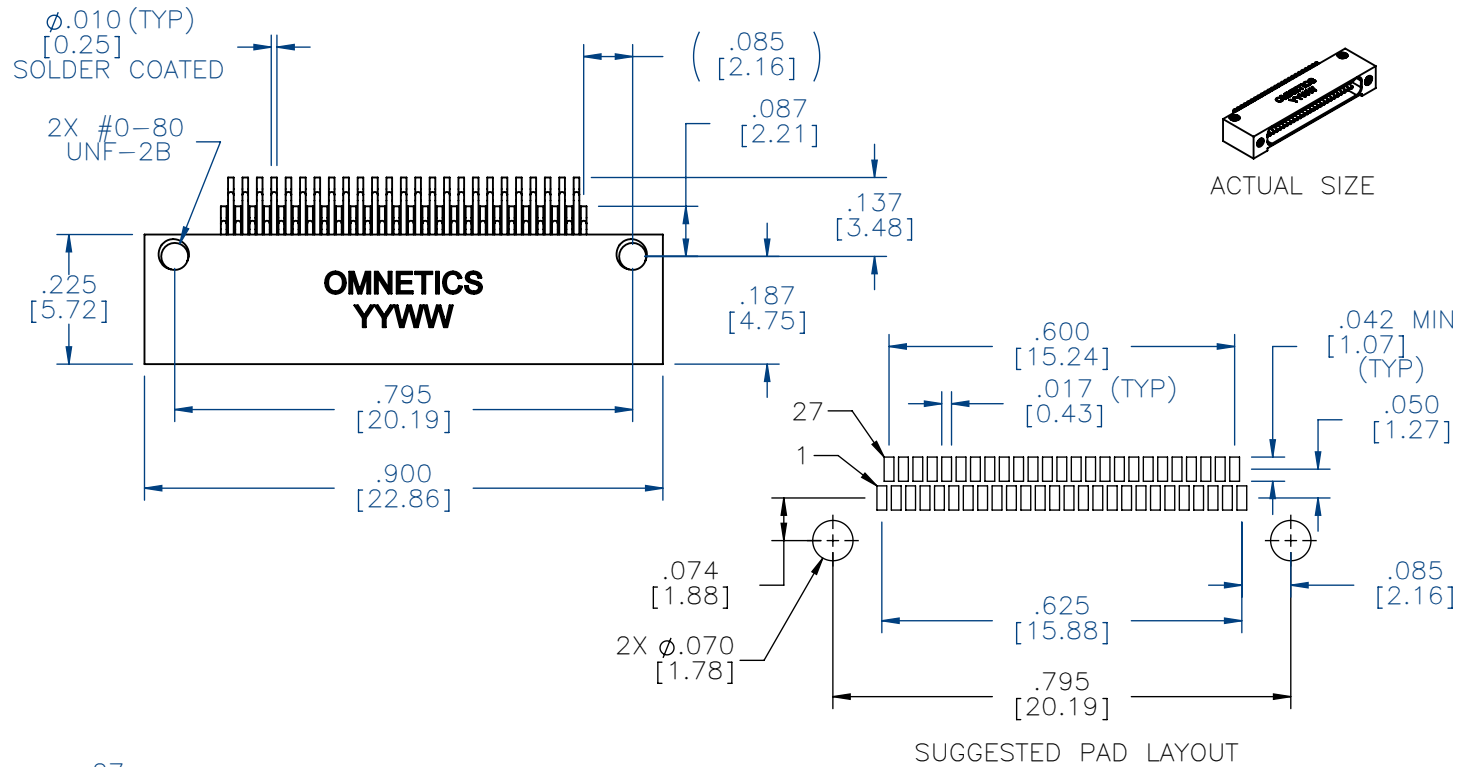 ϕ.010 (TYP)
[0.25]
SOLDER COATED
2X #0-80
UNF-2B
( .085 )
[2.16]
.087
[2.21]
.137
[3.48]
.225
[5.72]
OMNETICS
YYWW
.187
[4.75]
.795
[20.19]
.900
[22.86]
OMNETICS
YYWW
ACTUAL SIZE
.600
[15.24]
.042 MIN
[1.07]
(TYP)
.017 (TYP)
[0.43]
.050
[1.27]
27
1
.074
[1.88]
.085
[2.16]
.625
[15.88]
2X ϕ.070
[1.78]
.795
[20.19]
SUGGESTED PAD LAYOUT